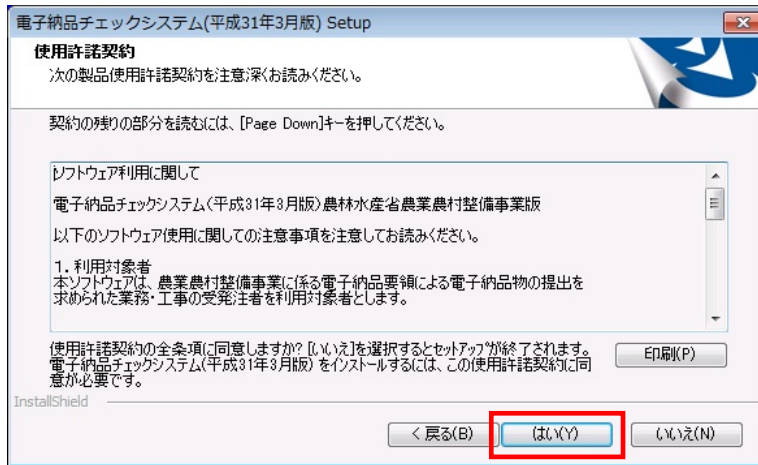 電子納品チェックシステム(平成31年3月版) Setup
使用許諾契約
次の製品使用許諾契約を注意深くお読みください。
契約の残りの部分を読むには、[Page Down]キーを押してください。
ソフトウェア利用に関して
電子納品チェックシステム(平成31年3月版)農林水産省農業農村整備事業版
以下のソフトウェア使用に関しての注意事項を注意してお読みください。
1.利用対象者
本ソフトウェアは、農業農村整備事業に係る電子納品要領による電子納品物の提出を
求められた業務・工事の受発注者を利用対象者とします。
使用許諾契約の全条項に同意しますか? [いいえ]を選択するとセットアップが終了されます。
電子納品チェックシステム(平成31年3月版) をインストールするには、この使用許諾契約に同
意が必要です。
印刷(P)
InstallShield
< 戻る(B)
はい(Y)
いいえ(N)